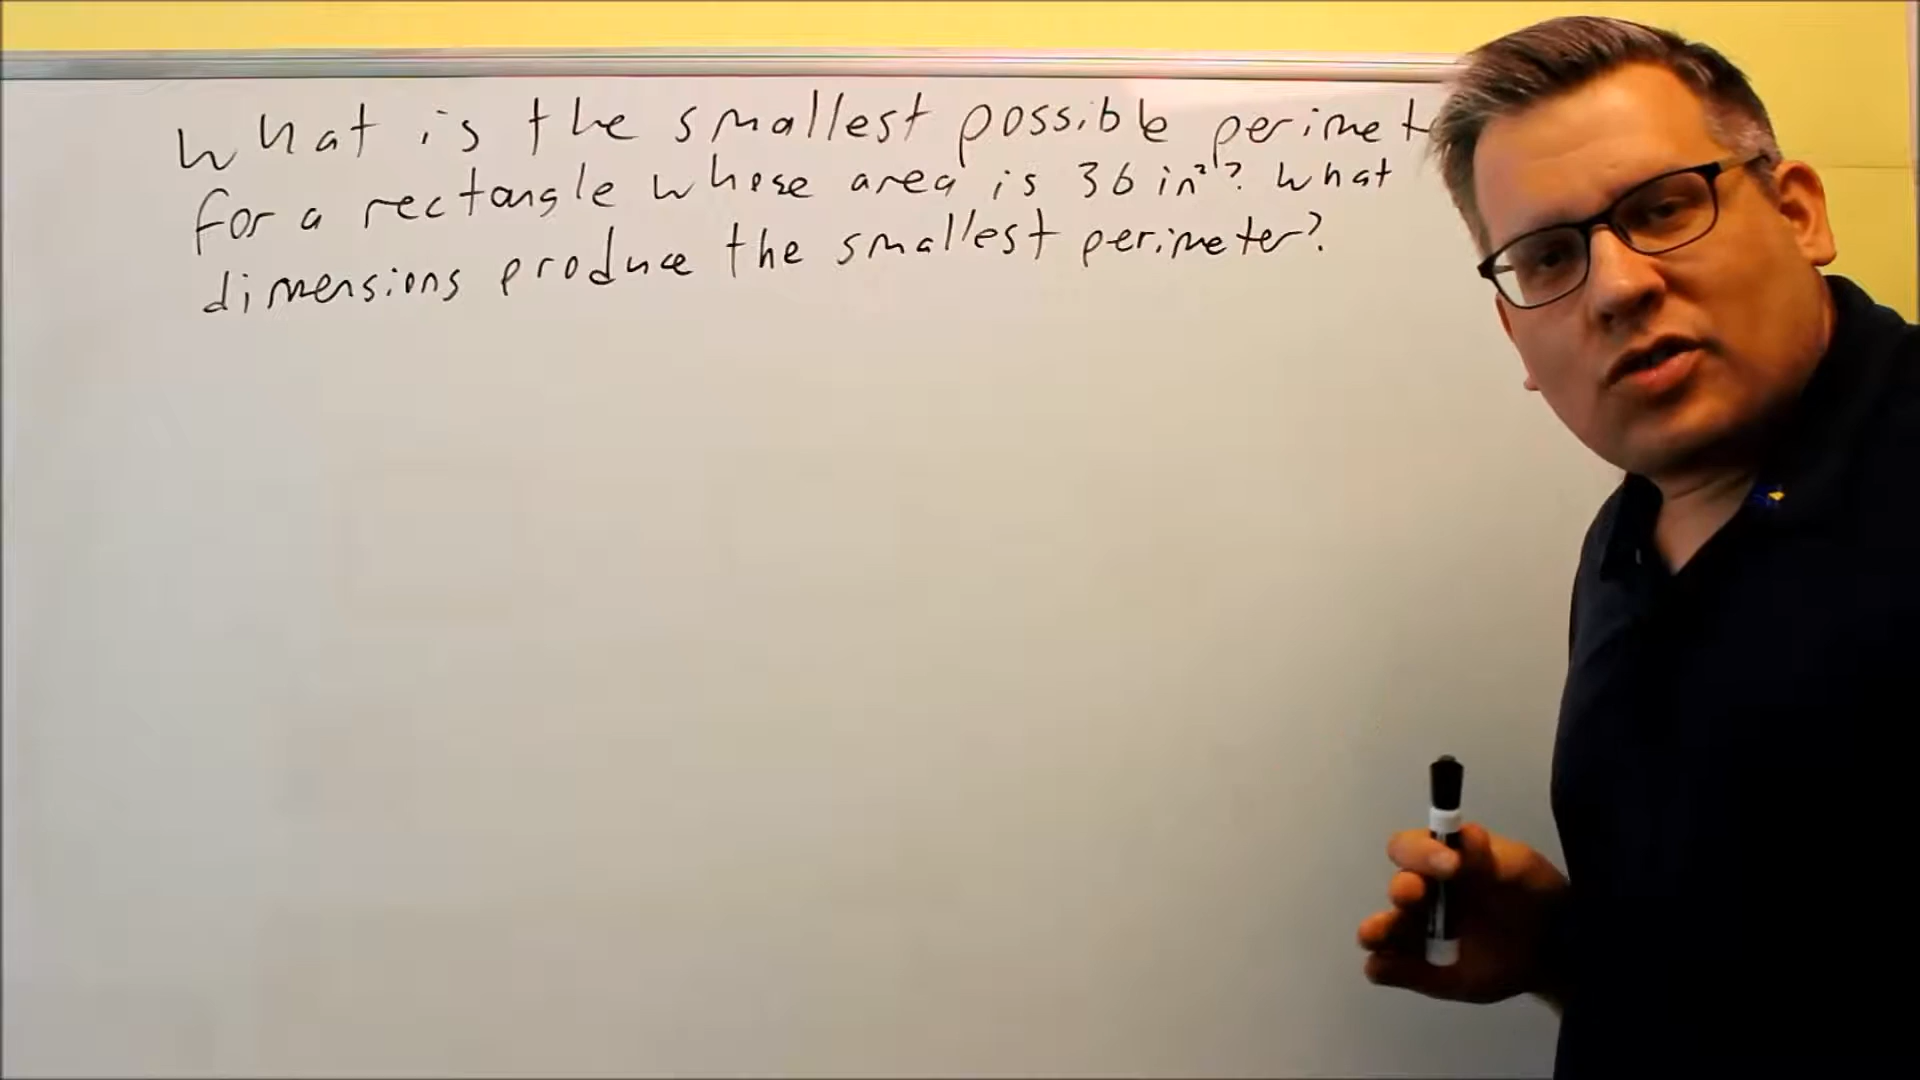 What is the smallest possible perimet
for a rectangle whose area is 36 in²? What
dimensions produce the smallest perimeter?